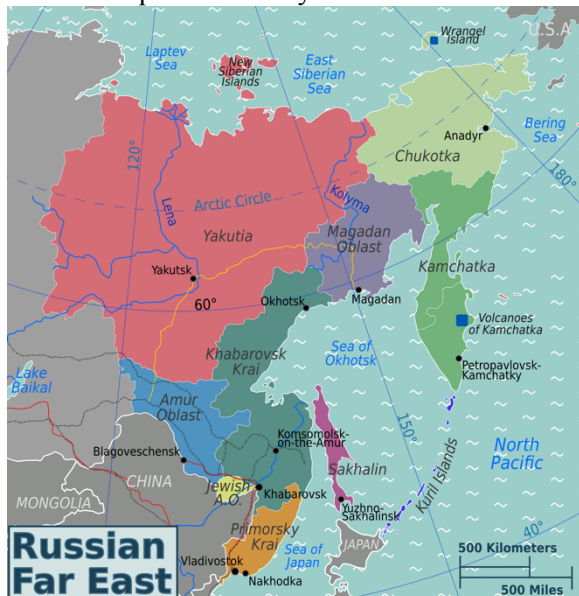 Wrangel
Island
U.S.A.
Laptev
Sea
New
Siberian
Islands
East
Siberian
Sea
Anadyr
Bering
Sea
Chukotka
120°
180°
Arctic Circle
Lena
Kolyma
Yakutia
Magadan
Oblast
Kamchatka
Yakutsk
60°
Okhotsk
Magadan
Volcanoes
of Kamchatka
Sea of
Okhotsk
Khabarovsk
Krai
Petropavlovsk-
Kamchatky
Lake
Baikal
Amur
Oblast
150°
Komsomolsk-
on-the-Amur
North
Pacific
Blagoveschensk
Sakhalin
Kuril Islands
CHINA
Jewish
A.O.
Khabarovsk
MONGOLIA
Yuzhno-
Sakhalinsk
Primorsky
Krai
40°
Russian
Far East
Vladivostok
Sea of
Japan
JAPAN
Nakhodka
500 Kilometers
500 Miles